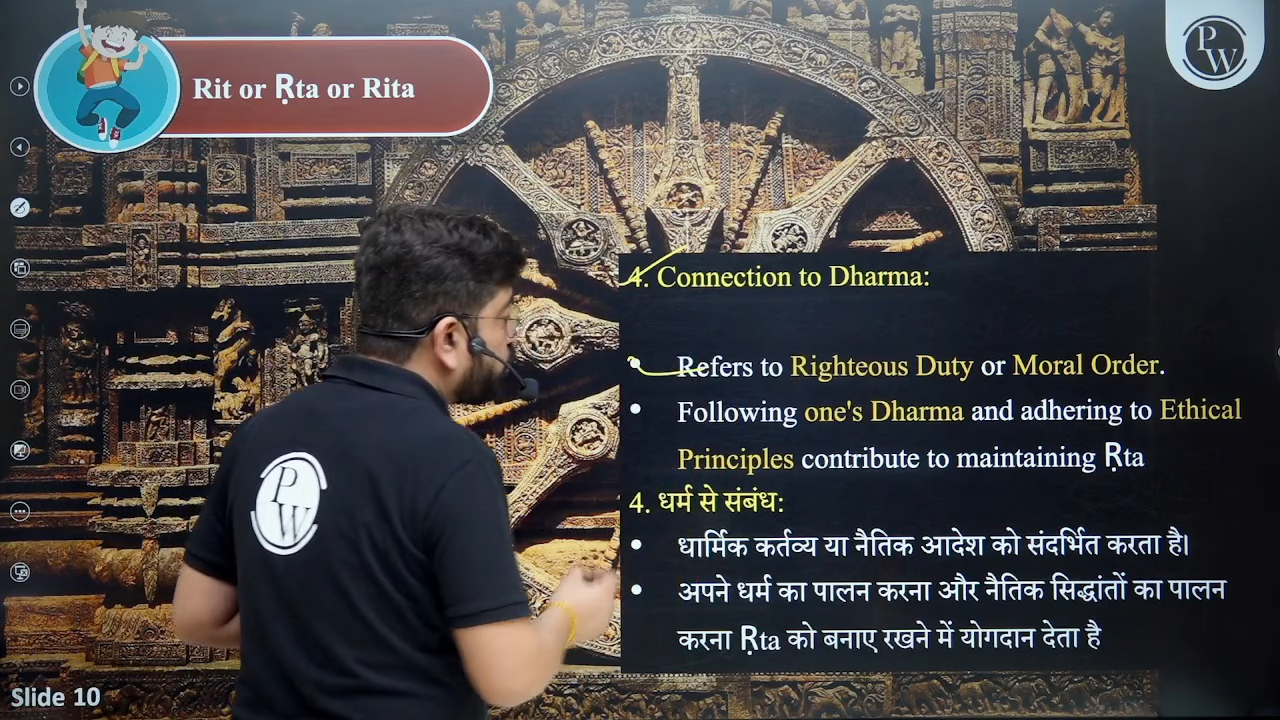 Rit or Ṛta or Rita
PW
4. Connection to Dharma:
• Refers to Righteous Duty or Moral Order.
• Following one's Dharma and adhering to Ethical
Principles contribute to maintaining Ṛta
4. धर्म से संबंध:
• धार्मिक कर्तव्य या नैतिक आदेश को संदर्भित करता है।
• अपने धर्म का पालन करना और नैतिक सिद्धांतों का पालन
करना Ṛta को बनाए रखने में योगदान देता है
PW
Slide 10